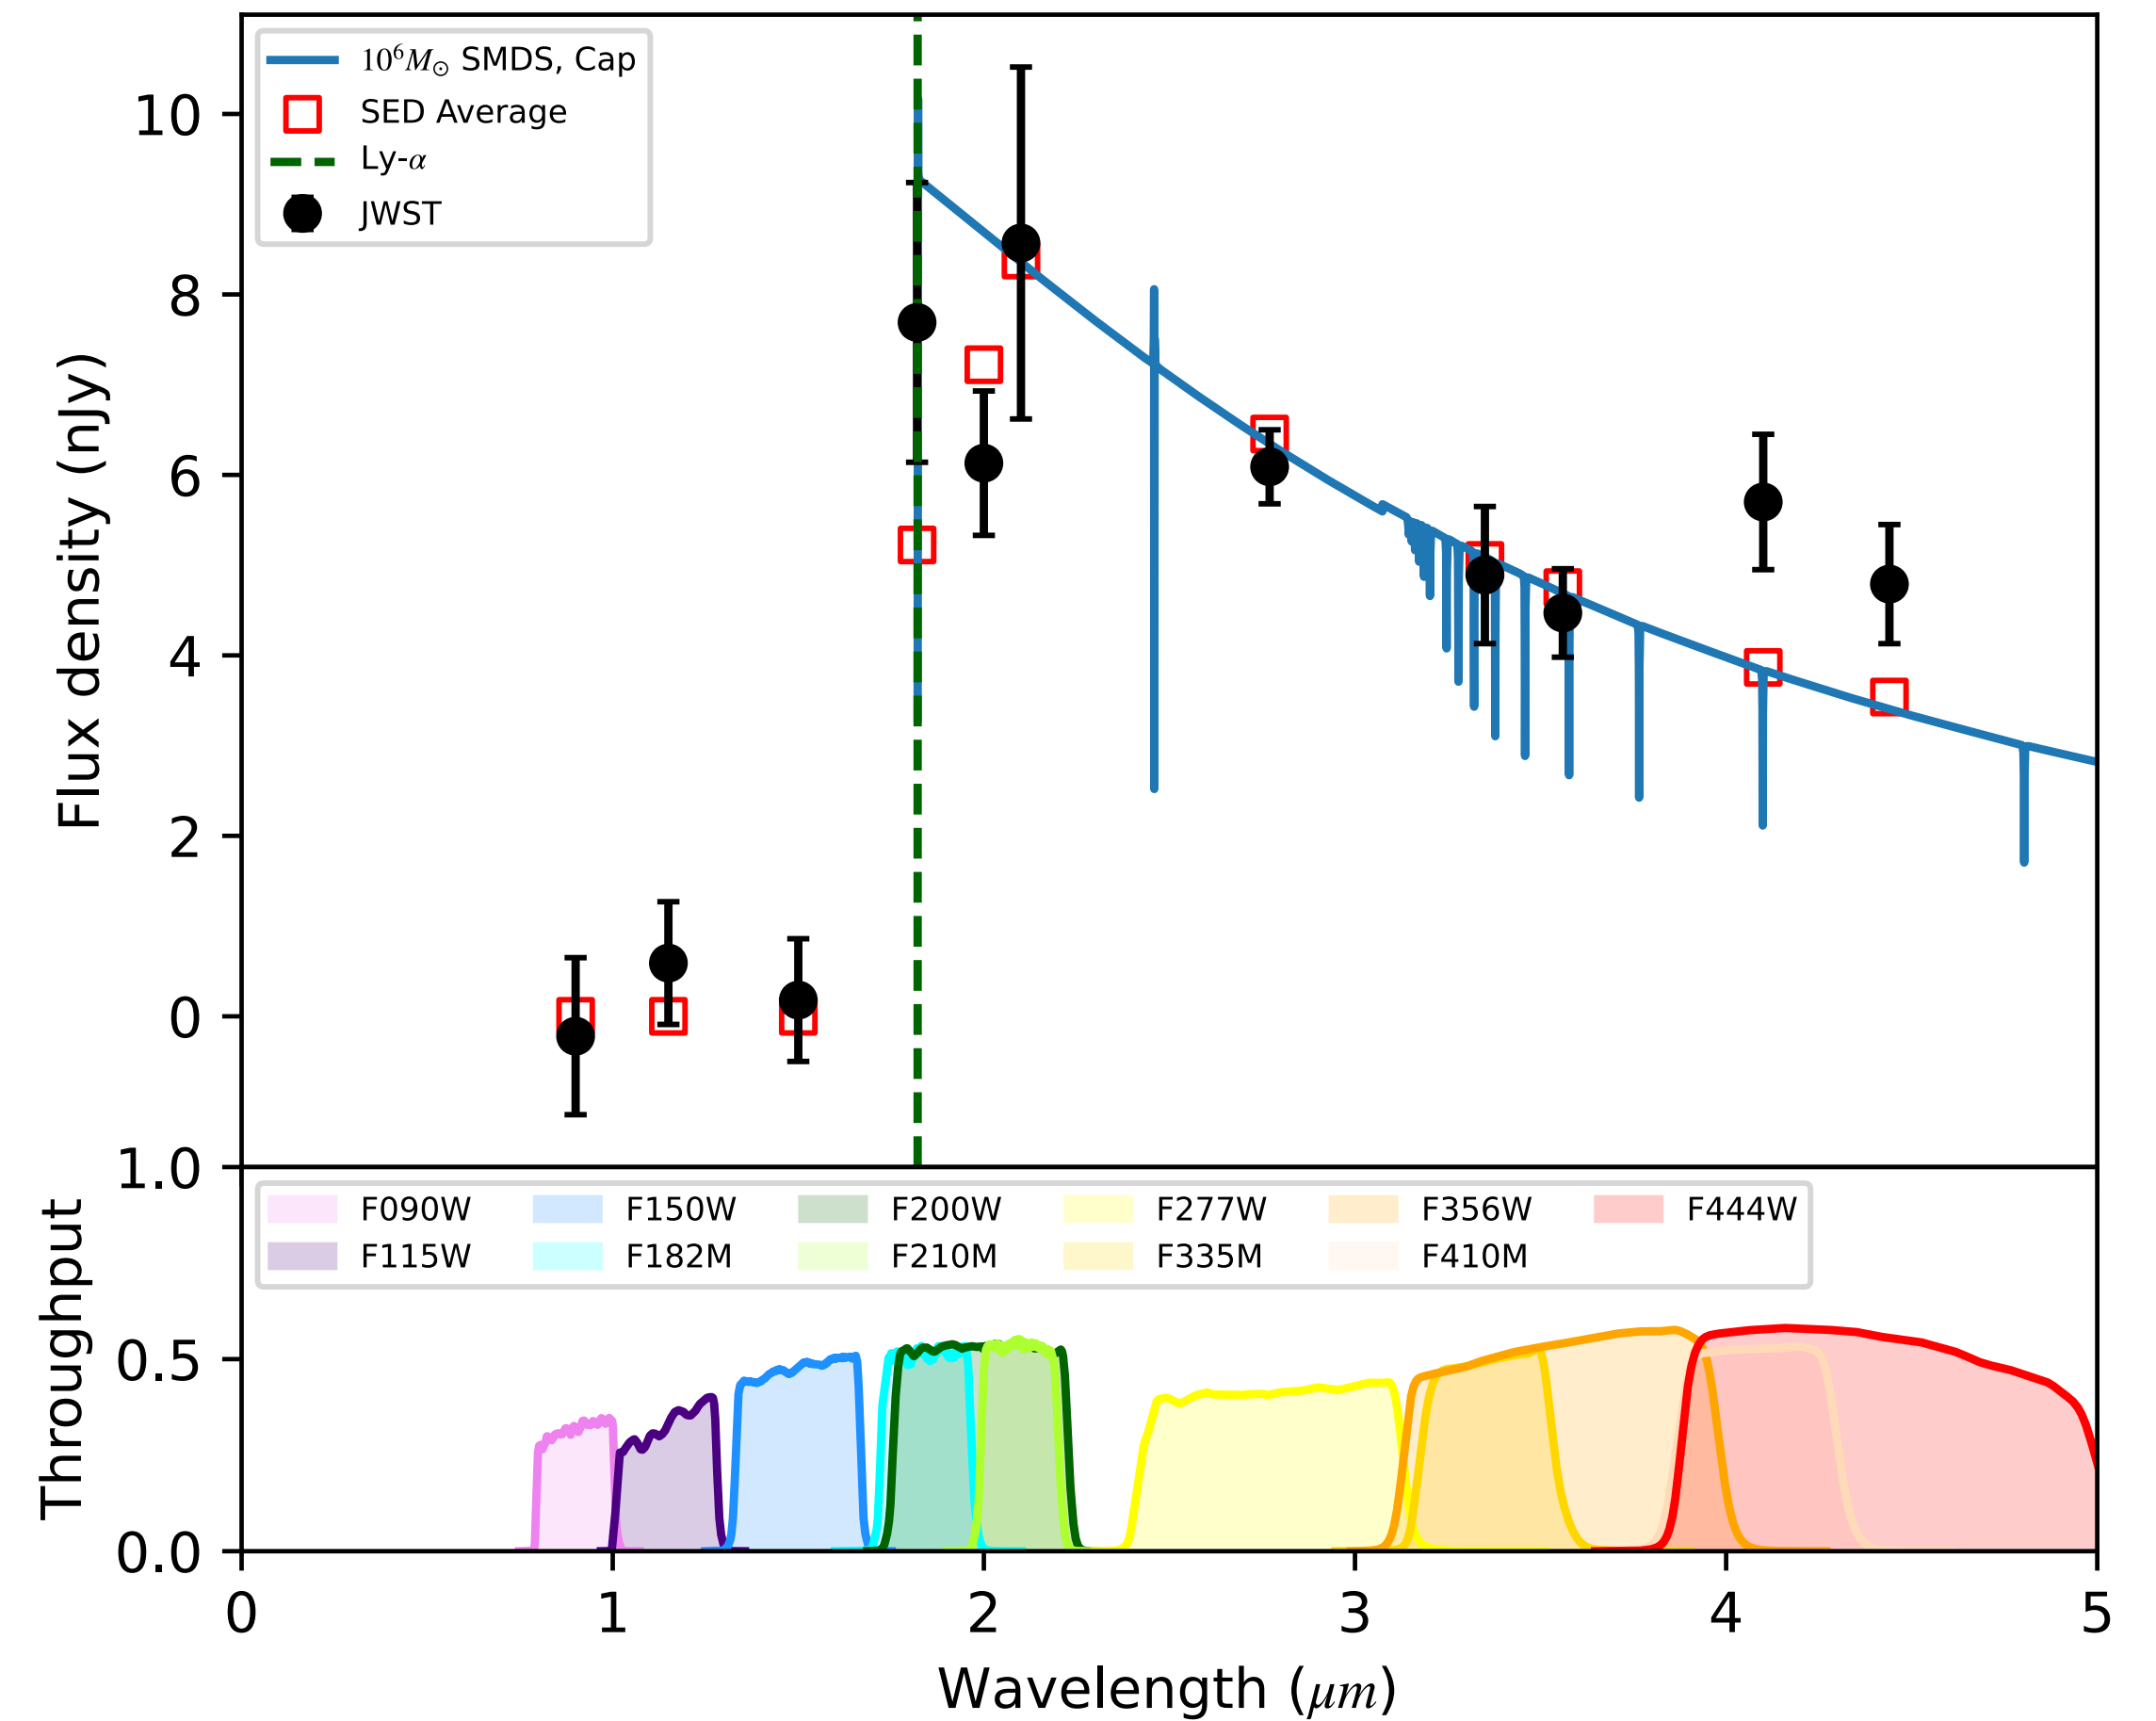 10⁶M☉ SMDS, Cap
SED Average
Ly-α
JWST
10
8
6
4
2
0
Flux density (nJy)
1.0
0.5
0.0
Throughput
F090W F150W F200W F277W F356W F444W
F115W F182M F210M F335M F410M
0 1 2 3 4 5
Wavelength (μm)